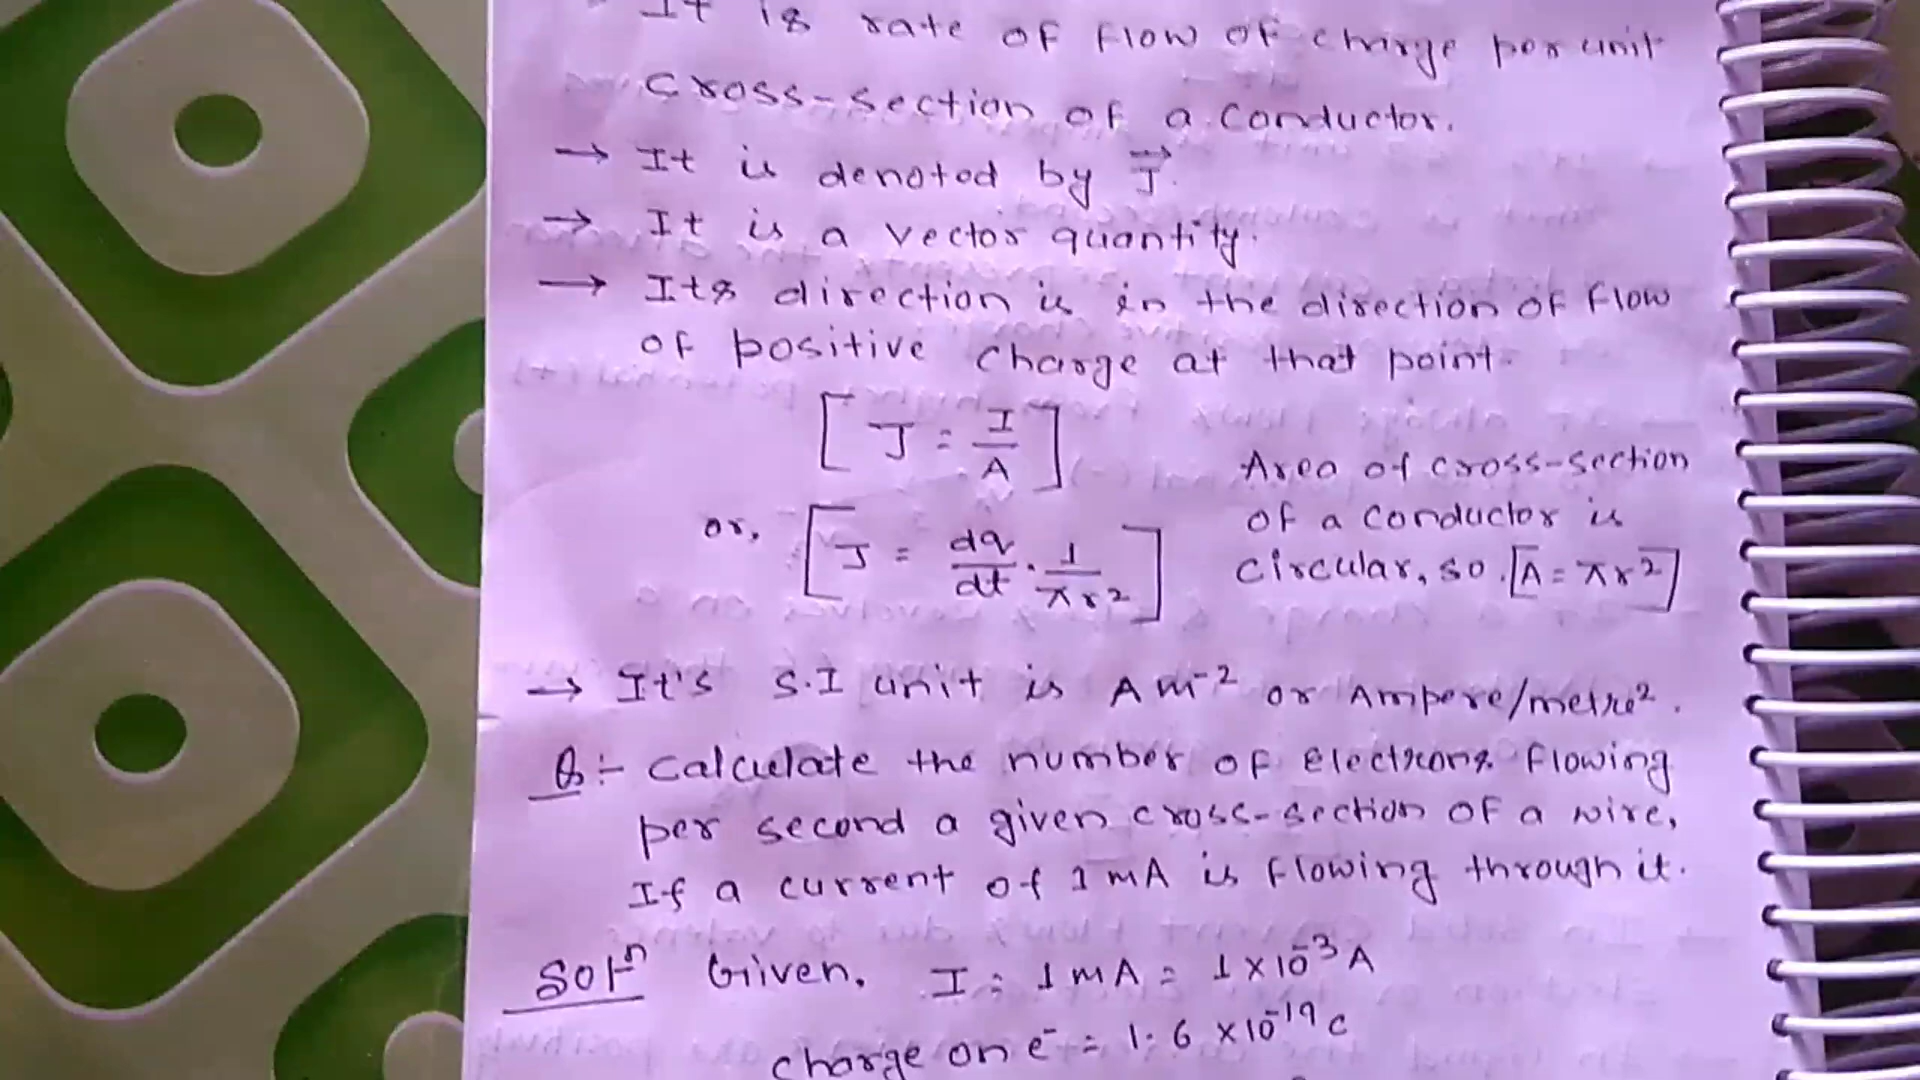 It is rate of flow of charge per unit
cross-section of a conductor.
→ It is denoted by J⃗.
→ It is a vector quantity.
→ Its direction is in the direction of flow
of positive charge at that point.
[J = I/A]
Area of cross-section
of a conductor is
circular, so [A = πr²]
or, [J = dq/dt · 1/πr²]
→ It's S.I unit is A m⁻² or Ampere/metre².
Q:- Calculate the number of electrons flowing
per second a given cross-section of a wire,
If a current of 1 mA is flowing through it.
Solⁿ Given, I = 1 mA = 1 × 10⁻³ A
charge on e⁻ = 1.6 × 10⁻¹⁹ C